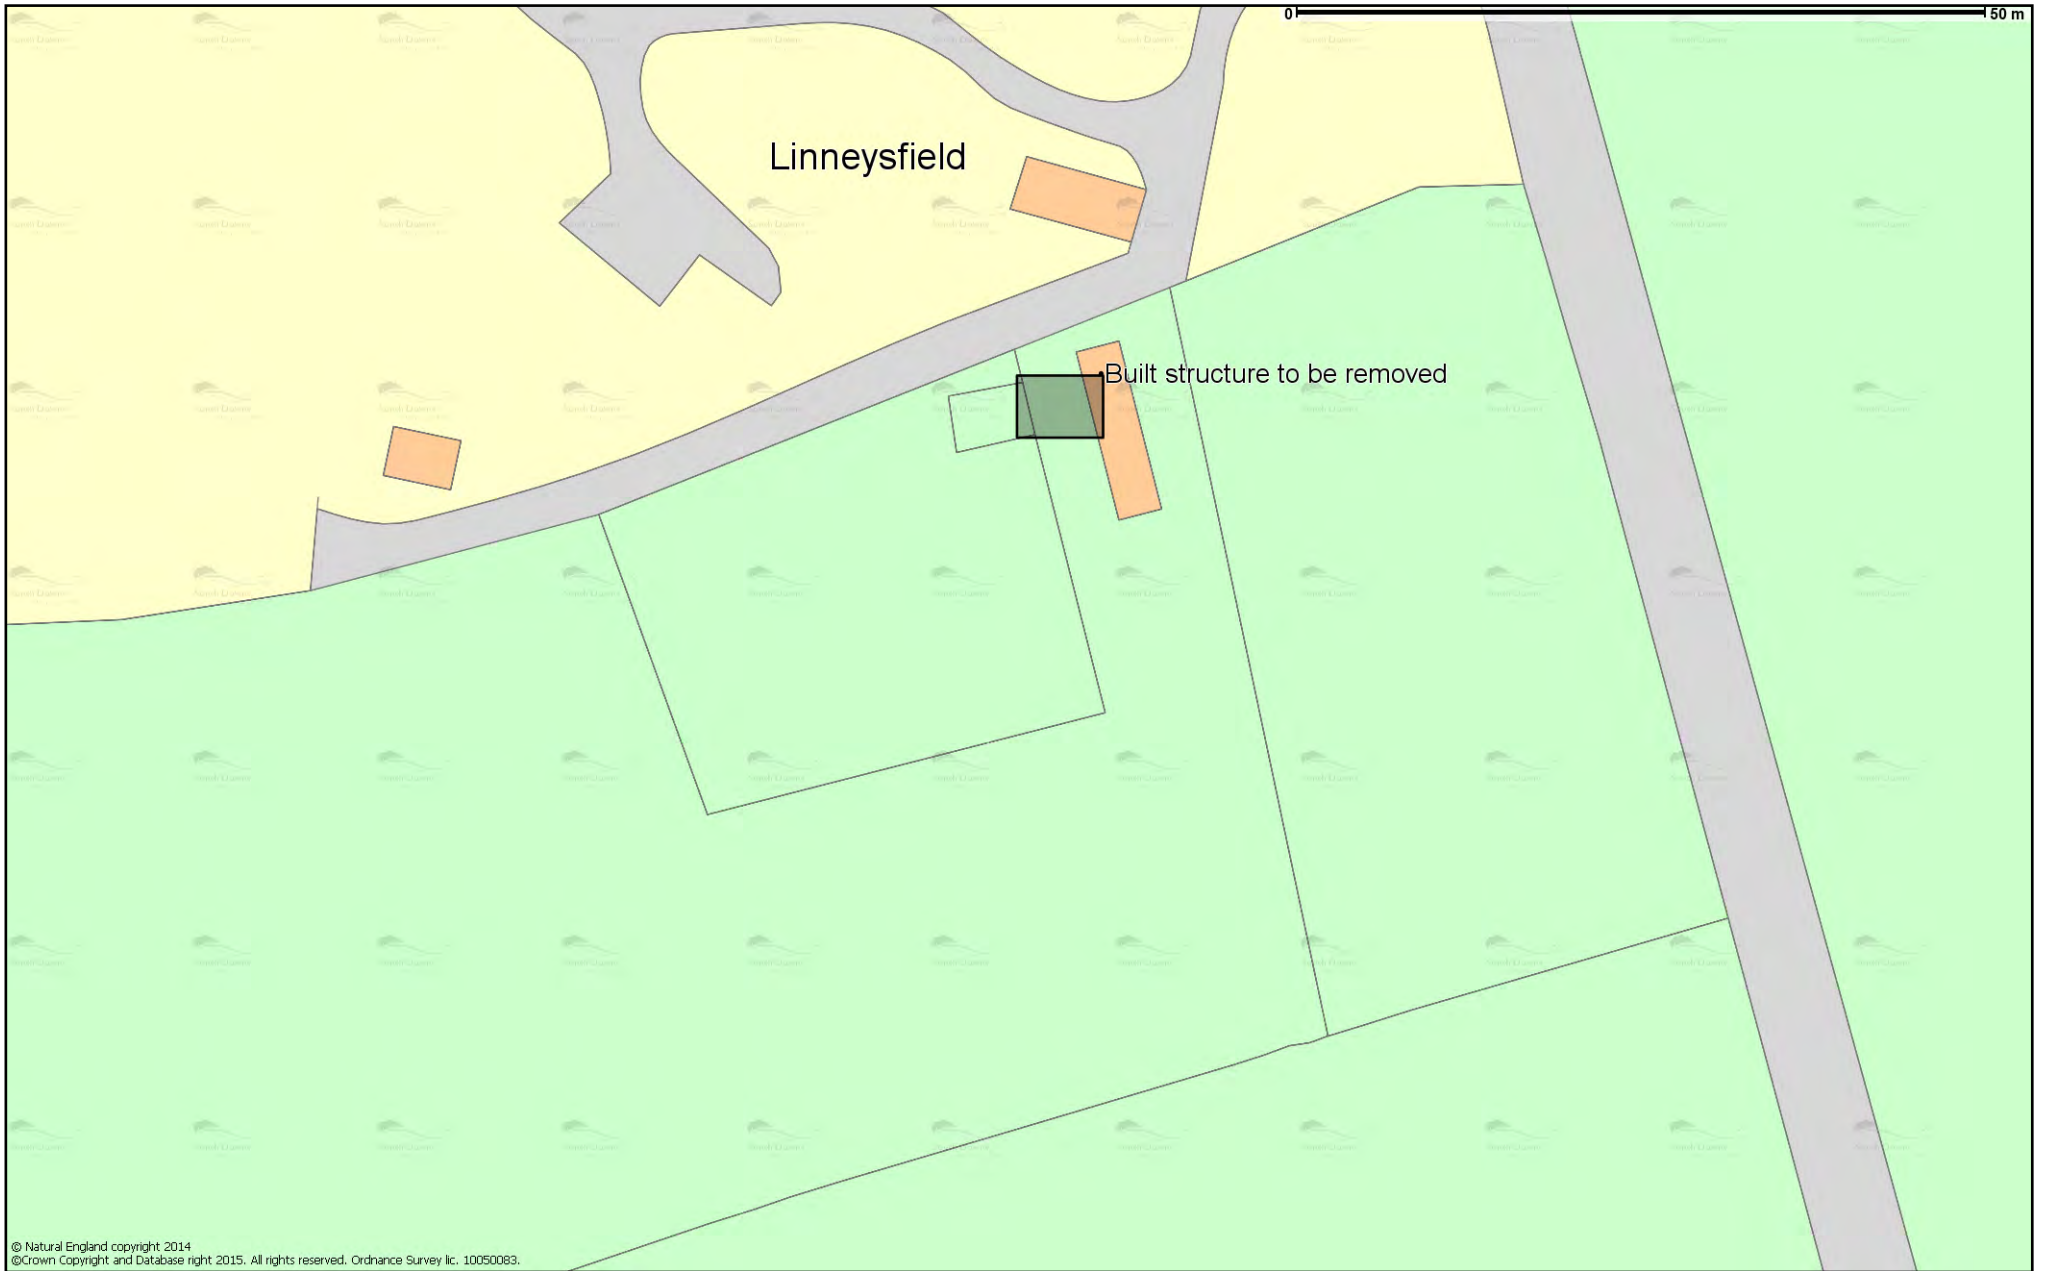 0 50 m
Linneysfield
Built structure to be removed
© Natural England copyright 2014
©Crown Copyright and Database right 2015. All rights reserved. Ordnance Survey lic. 10050083.